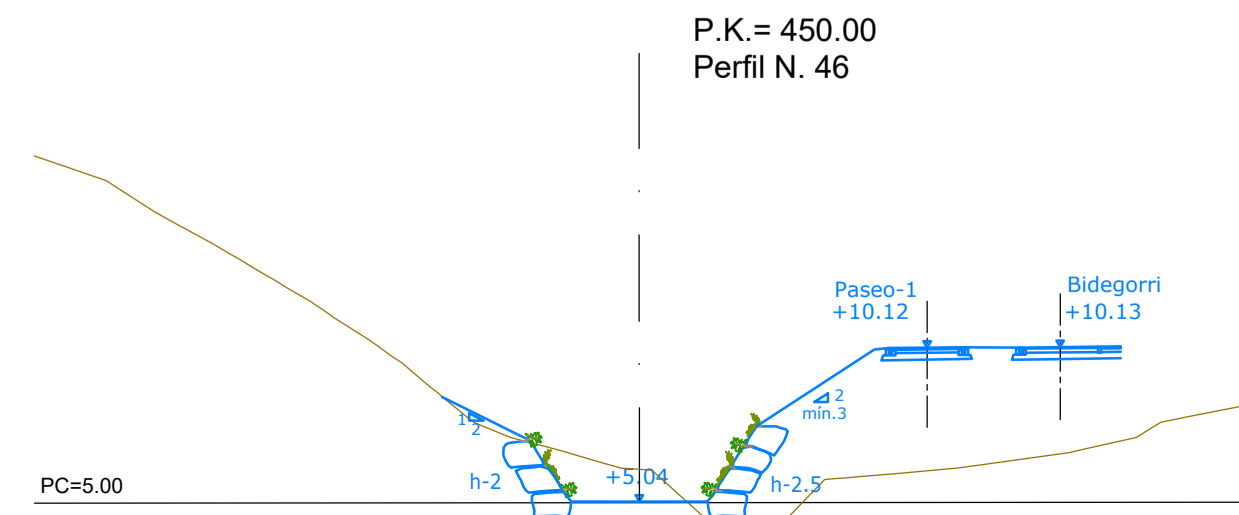 P.K.= 450.00
Perfil N. 46
Paseo-1
+10.12
Bidegorri
+10.13
1
2
2
mín.3
h-2
+5.04
h-2.5
PC=5.00